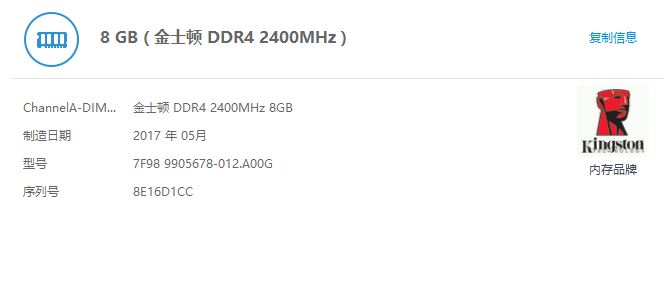 8 GB ( 金士顿 DDR4 2400MHz )
复制信息
ChannelA-DIM... 金士顿 DDR4 2400MHz 8GB
制造日期 2017 年 05月
型号 7F98 9905678-012.A00G
序列号 8E16D1CC
Kingston
TECHNOLOGY
内存品牌